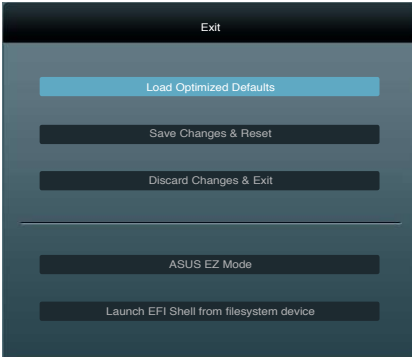 Exit
Load Optimized Defaults
Save Changes & Reset
Discard Changes & Exit
ASUS EZ Mode
Launch EFI Shell from filesystem device